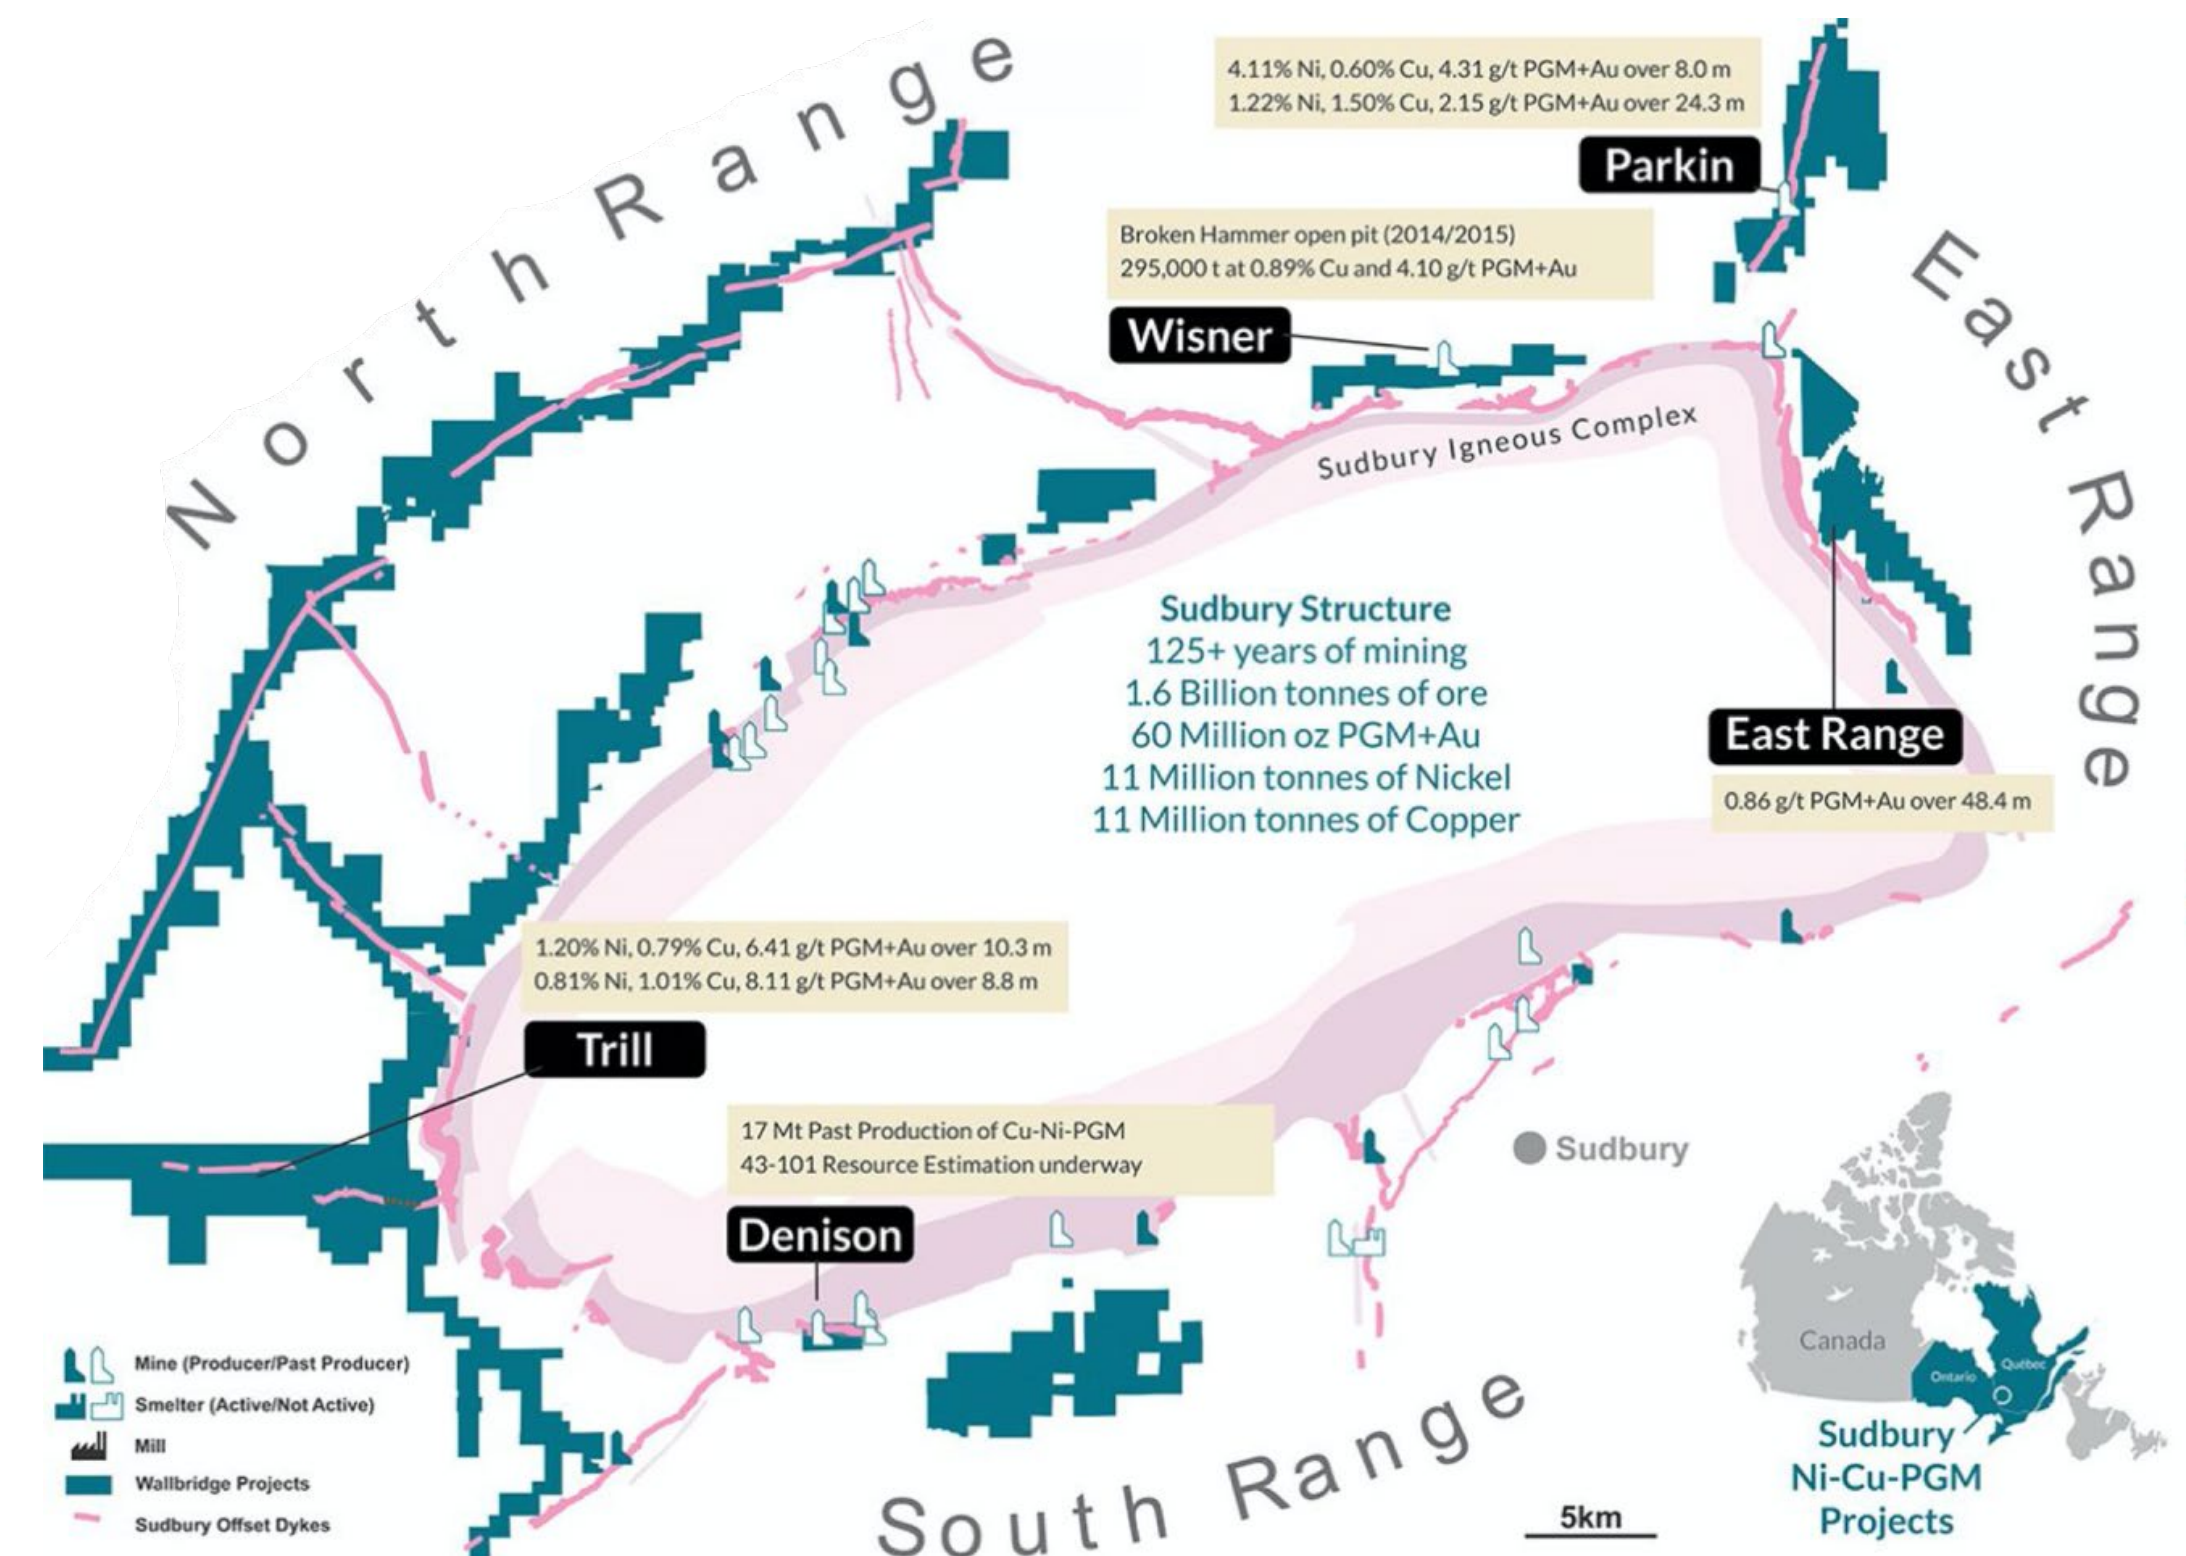 North Range
4.11% Ni, 0.60% Cu, 4.31 g/t PGM+Au over 8.0 m
1.22% Ni, 1.50% Cu, 2.15 g/t PGM+Au over 24.3 m
Parkin
Broken Hammer open pit (2014/2015)
295,000 t at 0.89% Cu and 4.10 g/t PGM+Au
Wisner
East Range
Sudbury Igneous Complex
Sudbury Structure
125+ years of mining
1.6 Billion tonnes of ore
60 Million oz PGM+Au
11 Million tonnes of Nickel
11 Million tonnes of Copper
East Range
0.86 g/t PGM+Au over 48.4 m
1.20% Ni, 0.79% Cu, 6.41 g/t PGM+Au over 10.3 m
0.81% Ni, 1.01% Cu, 8.11 g/t PGM+Au over 8.8 m
Trill
17 Mt Past Production of Cu-Ni-PGM
43-101 Resource Estimation underway
Denison
Sudbury
South Range
Mine (Producer/Past Producer)
Smelter (Active/Not Active)
Mill
Wallbridge Projects
Sudbury Offset Dykes
5km
Canada
Ontario
Québec
Sudbury
Ni-Cu-PGM
Projects